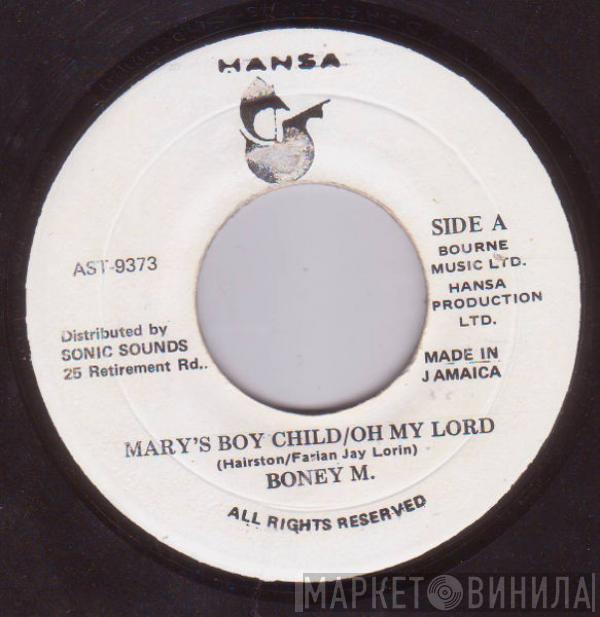 HANSA
SIDE A
BOURNE
MUSIC LTD.
HANSA
PRODUCTION
LTD.
AST-9373
Distributed by
SONIC SOUNDS
25 Retirement Rd..
MADE IN
JAMAICA
MARY'S BOY CHILD/OH MY LORD
(Hairston/Farian Jay Lorin)
BONEY M.
ALL RIGHTS RESERVED
МАРКЕТ ВИНИЛА